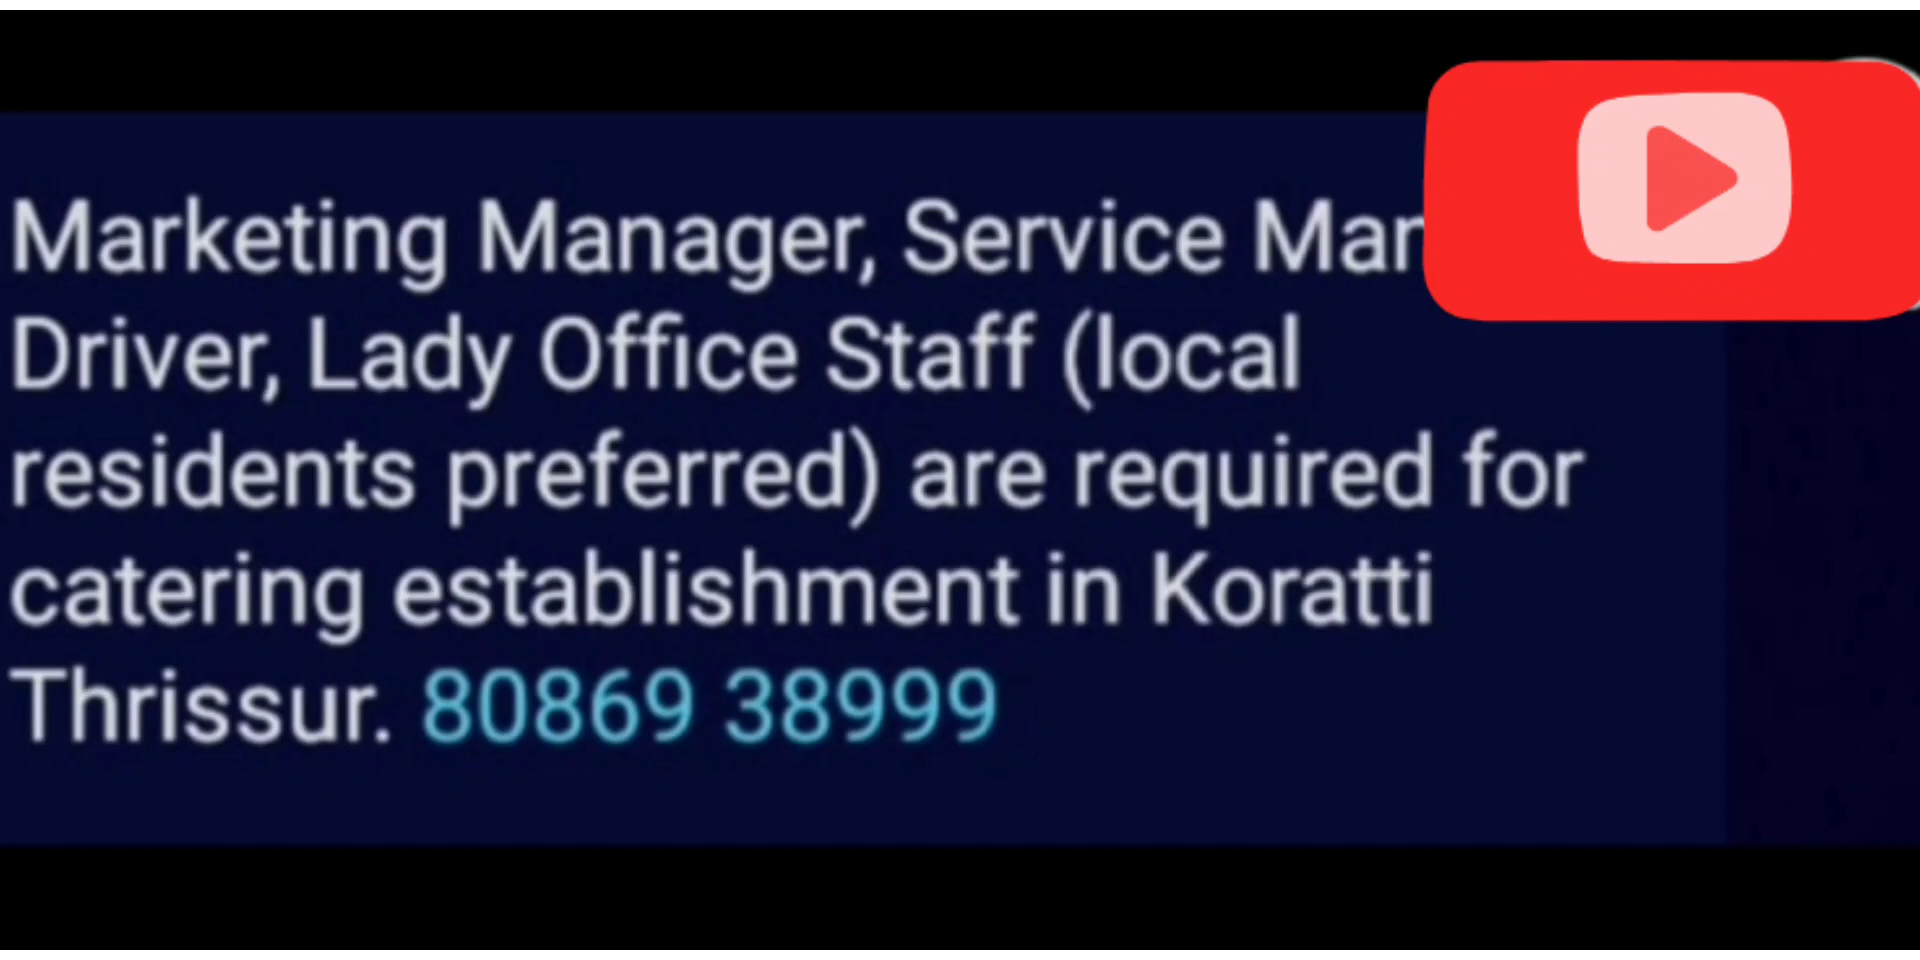 Marketing Manager, Service
Driver, Lady Office Staff (local
residents preferred) are required for
catering establishment in Koratti
Thrissur. 80869 38999